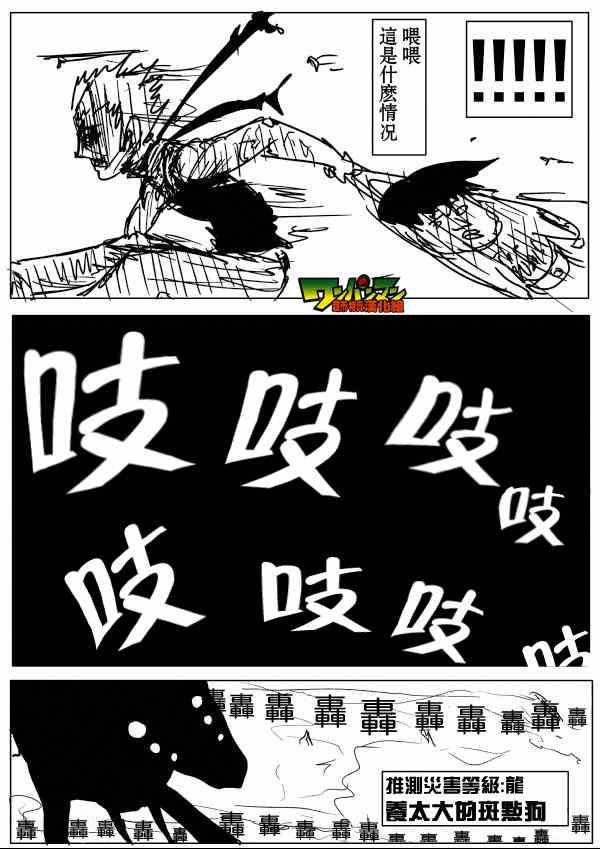 !!!!!
喂喂
這是什麼情況
ワンパンマン
吱 吱 吱 吱
吱 吱 吱 吱
轟轟 轟 轟 轟 轟 轟 轟 轟 轟
推測災害等級:龍
養太大的斑點狗
轟 轟 轟 轟 轟 轟 轟 轟 轟 轟 轟 轟 轟 轟